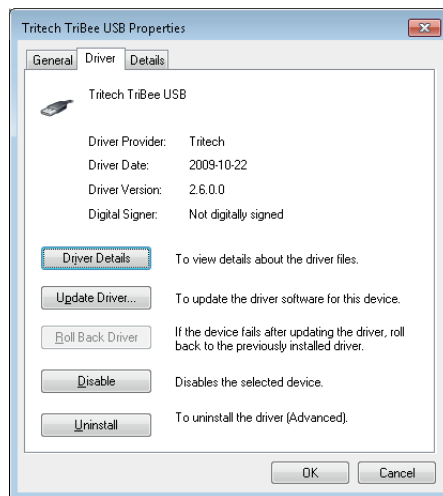 Tritech TriBee USB Properties
General Driver Details
Tritech TriBee USB
Driver Provider: Tritech
Driver Date: 2009-10-22
Driver Version: 2.6.0.0
Digital Signer: Not digitally signed
Driver Details To view details about the driver files.
Update Driver... To update the driver software for this device.
Roll Back Driver If the device fails after updating the driver, roll
back to the previously installed driver.
Disable Disables the selected device.
Uninstall To uninstall the driver (Advanced).
OK Cancel